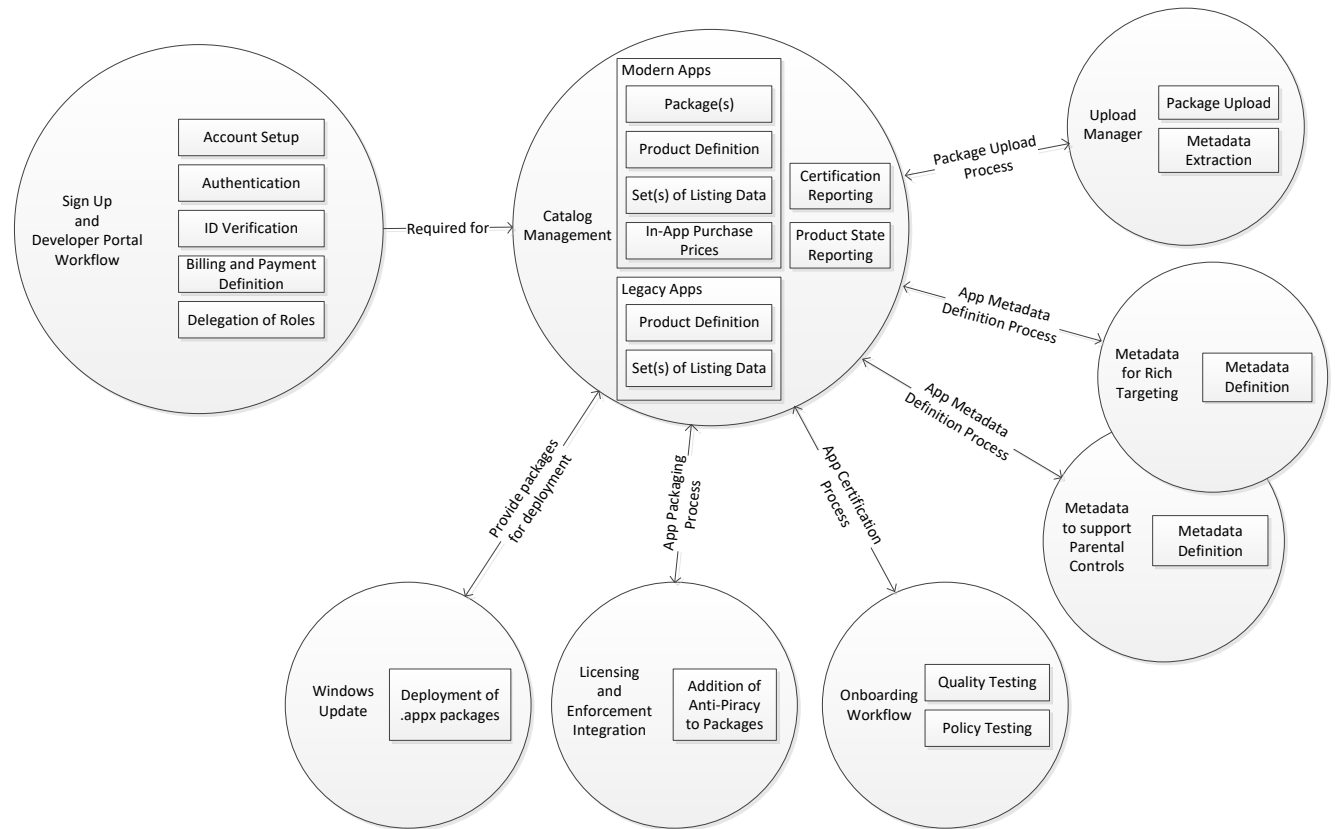 Sign Up
and
Developer Portal
Workflow
Account Setup
Authentication
ID Verification
Billing and Payment
Definition
Delegation of Roles
Required for
Catalog
Management
Modern Apps
Package(s)
Product Definition
Set(s) of Listing Data
In-App Purchase
Prices
Legacy Apps
Product Definition
Set(s) of Listing Data
Certification
Reporting
Product State
Reporting
Package Upload
Process
Upload
Manager
Package Upload
Metadata
Extraction
App Metadata
Definition Process
Metadata
for Rich
Targeting
Metadata
Definition
App Metadata
Definition Process
Metadata
to support
Parental
Controls
Metadata
Definition
Provide packages
for deployment
Windows
Update
Deployment of
.appx packages
App Packaging
Process
Licensing
and
Enforcement
Integration
Addition of
Anti-Piracy
to Packages
App Certification
Process
Onboarding
Workflow
Quality Testing
Policy Testing